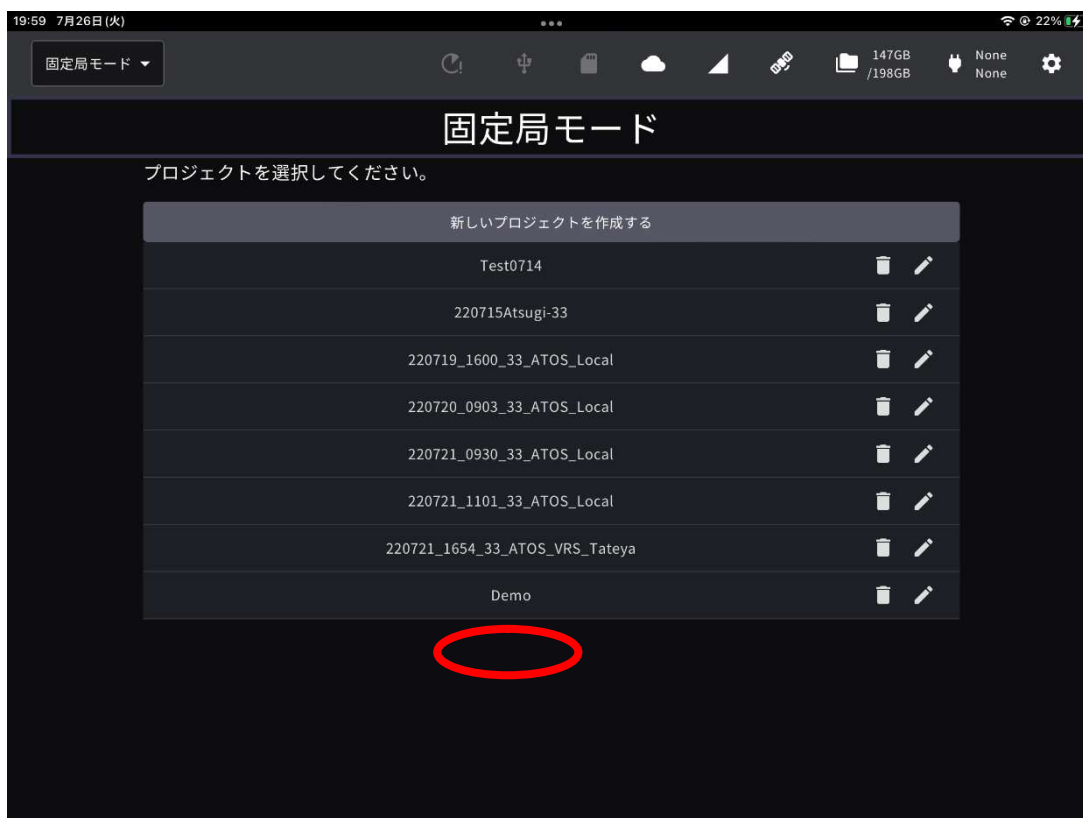 19:59 7月26日(火)
22%
固定局モード
147GB
/198GB
None
None
固定局モード
プロジェクトを選択してください。
新しいプロジェクトを作成する
Test0714
220715Atsugi-33
220719_1600_33_ATOS_Local
220720_0903_33_ATOS_Local
220721_0930_33_ATOS_Local
220721_1101_33_ATOS_Local
220721_1654_33_ATOS_VRS_Tateya
Demo